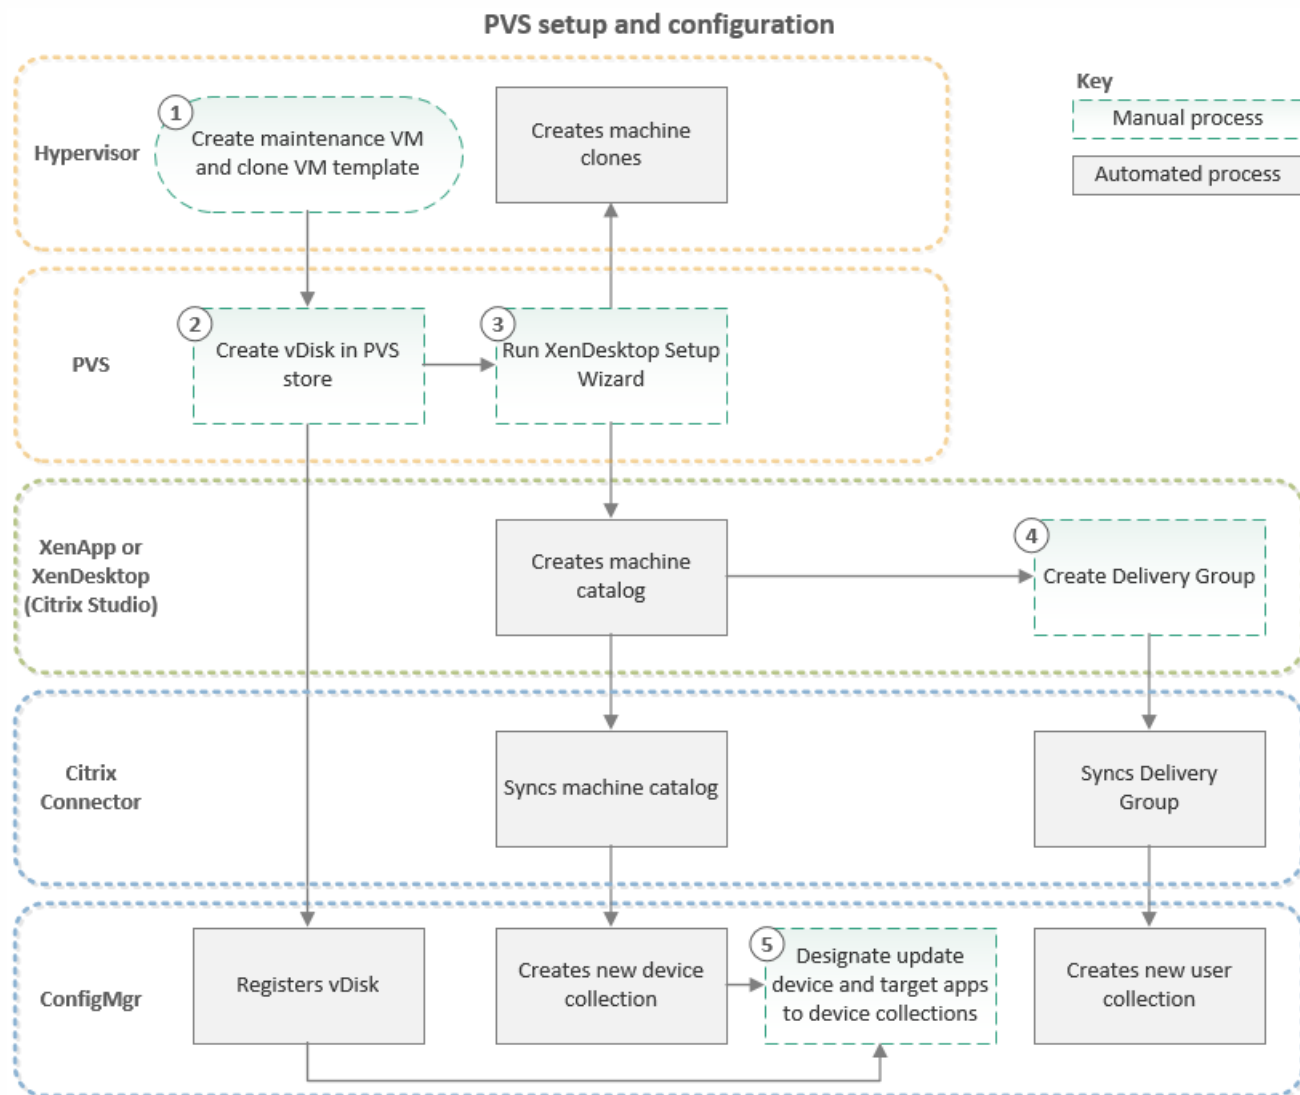 PVS setup and configuration
Key
Manual process
Automated process
Hypervisor
1
Create maintenance VM
and clone VM template
Creates machine
clones
PVS
2
Create vDisk in PVS
store
3
Run XenDesktop Setup
Wizard
XenApp or
XenDesktop
(Citrix Studio)
Creates machine
catalog
4
Create Delivery Group
Citrix
Connector
Syncs machine catalog
Syncs Delivery
Group
ConfigMgr
Registers vDisk
Creates new device
collection
5
Designate update
device and target apps
to device collections
Creates new user
collection